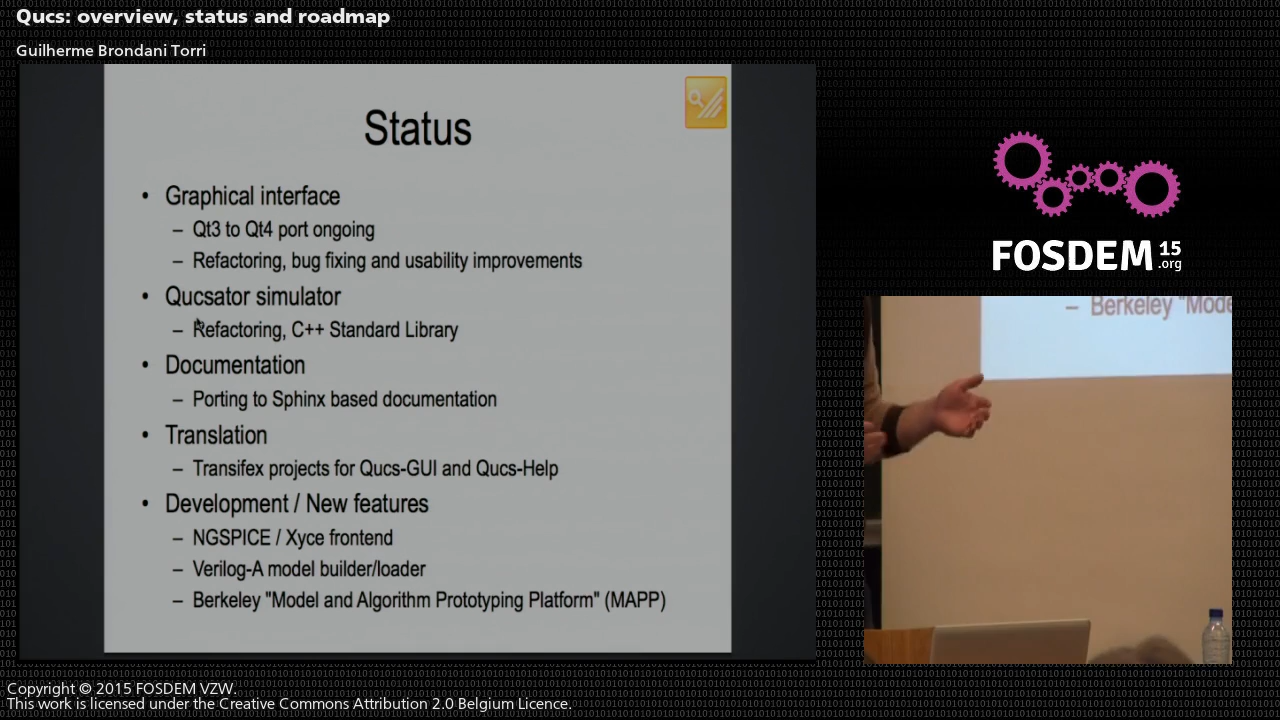 Qucs: overview, status and roadmap
Guilherme Brondani Torri
Status
• Graphical interface
– Qt3 to Qt4 port ongoing
– Refactoring, bug fixing and usability improvements
• Qucsator simulator
– Refactoring, C++ Standard Library
• Documentation
– Porting to Sphinx based documentation
• Translation
– Transifex projects for Qucs-GUI and Qucs-Help
• Development / New features
– NGSPICE / Xyce frontend
– Verilog-A model builder/loader
– Berkeley "Model and Algorithm Prototyping Platform" (MAPP)
FOSDEM 15 .org
– Berkeley "Mode
Copyright © 2015 FOSDEM VZW.
This work is licensed under the Creative Commons Attribution 2.0 Belgium Licence.